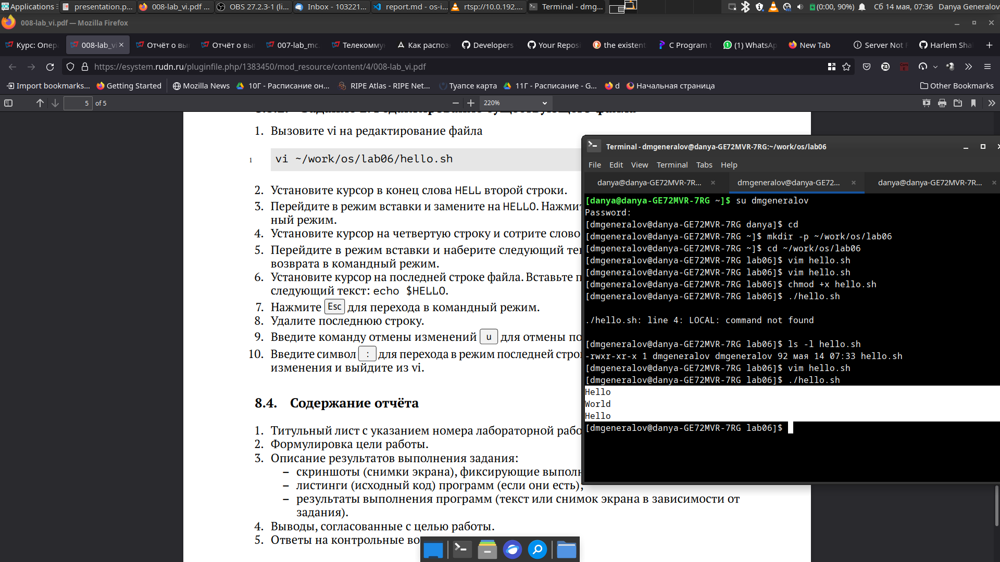 Applications
presentation.p...
008-lab_vi.pdf ...
OBS 27.2.3-1 (li...
Inbox - 103221...
report.md - os-i...
rtsp://10.0.192....
Terminal - dmg...
(0:00, 90%)
Сб 14 мая, 07:36
Danya Generalov
008-lab_vi.pdf — Mozilla Firefox
Курс: Опер
008-lab_vi
Отчёт о вы
Отчёт о вы
007-lab_mc.
Телекомму
Как распоз
Developers
Your Reposi
the existent
C Program t
(1) WhatsAp
New Tab
Server Not F
Harlem Sha
https://esystem.rudn.ru/pluginfile.php/1383450/mod_resource/content/4/008-lab_vi.pdf
Import bookmarks...
Getting Started
Mozilla News
10Г - Расписание он...
RIPE Atlas - RIPE Net...
Туапсе карта
11Г - Расписание - G...
d
Начальная страница
Other Bookmarks
5 of 5
220%
1. Вызовите vi на редактирование файла
1 vi ~/work/os/lab06/hello.sh
2. Установите курсор в конец слова HELL второй строки.
3. Перейдите в режим вставки и замените на HELLO. Нажмит
ный режим.
4. Установите курсор на четвертую строку и сотрите слово
5. Перейдите в режим вставки и наберите следующий тек
возврата в командный режим.
6. Установите курсор на последней строке файла. Вставьте п
следующий текст: echo $HELLO.
7. Нажмите Esc для перехода в командный режим.
8. Удалите последнюю строку.
9. Введите команду отмены изменений u для отмены по
10. Введите символ : для перехода в режим последней стро
изменения и выйдите из vi.
8.4. Содержание отчёта
1. Титульный лист с указанием номера лабораторной рабо
2. Формулировка цели работы.
3. Описание результатов выполнения задания:
– скриншоты (снимки экрана), фиксирующие выполн
– листинги (исходный код) программ (если они есть);
– результаты выполнения программ (текст или снимок экрана в зависимости от
задания).
4. Выводы, согласованные с целью работы.
5. Ответы на контрольные во
Terminal - dmgeneralov@danya-GE72MVR-7RG:~/work/os/lab06
File Edit View Terminal Tabs Help
danya@danya-GE72MVR-7R...
dmgeneralov@danya-GE72...
danya@danya-GE72MVR-7R...
[danya@danya-GE72MVR-7RG ~]$ su dmgeneralov
Password:
[dmgeneralov@danya-GE72MVR-7RG danya]$ cd
[dmgeneralov@danya-GE72MVR-7RG ~]$ mkdir -p ~/work/os/lab06
[dmgeneralov@danya-GE72MVR-7RG ~]$ cd ~/work/os/lab06
[dmgeneralov@danya-GE72MVR-7RG lab06]$ vim hello.sh
[dmgeneralov@danya-GE72MVR-7RG lab06]$ vim hello.sh
[dmgeneralov@danya-GE72MVR-7RG lab06]$ chmod +x hello.sh
[dmgeneralov@danya-GE72MVR-7RG lab06]$ ./hello.sh
./hello.sh: line 4: LOCAL: command not found
[dmgeneralov@danya-GE72MVR-7RG lab06]$ ls -l hello.sh
-rwxr-xr-x 1 dmgeneralov dmgeneralov 92 мая 14 07:33 hello.sh
[dmgeneralov@danya-GE72MVR-7RG lab06]$ vim hello.sh
[dmgeneralov@danya-GE72MVR-7RG lab06]$ ./hello.sh
Hello
World
Hello
[dmgeneralov@danya-GE72MVR-7RG lab06]$